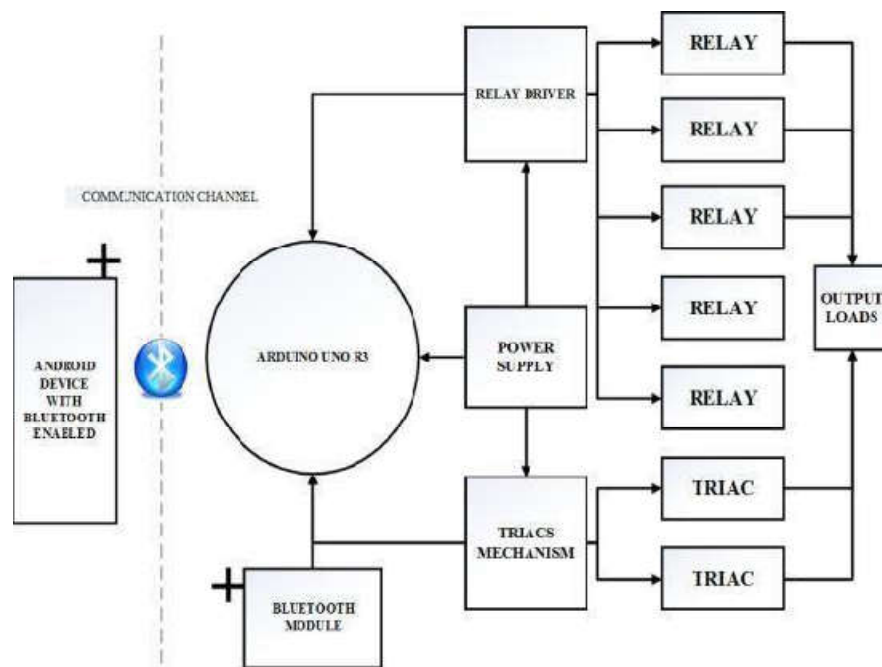 RELAY
RELAY DRIVER
RELAY
COMMUNICATION CHANNEL
RELAY
OUTPUT
LOADS
RELAY
ARDUINO UNO R3
POWER
SUPPLY
ANDROID
DEVICE
WITH
BLUETOOTH
ENABLED
RELAY
TRIAC
TRIACS
MECHANISM
TRIAC
BLUETOOTH
MODULE